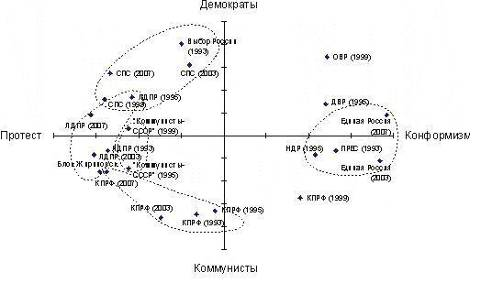 Демократы
Выбор России
(1993)
ОВР (1999)
СПС (2007)
СПС (2003)
ЛДПР (1995)
СПС (1999)
ДВР (1995)
ЛДПР (2007)
"Коммунисты-
СССР" (1999)
Единая Россия
2007)
Протест
Конформизм
ЛДПР (1993)
ЛДПР (2003)
НДР (1995)
ПРЕС (1993)
"Коммунисты-
СССР" (1995)
Единая Россия
(2003)
КПРФ (2007)
КПРФ (1999)
КПРФ (2003)
КПРФ (1995)
КПРФ (1993)
Коммунисты